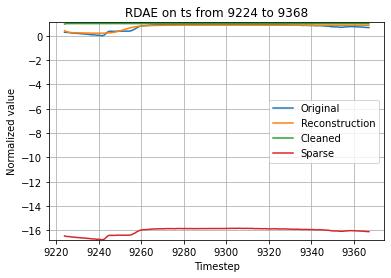 RDAE on ts from 9224 to 9368
Normalized value
0
−2
−4
−6
−8
−10
−12
−14
−16
Original
Reconstruction
Cleaned
Sparse
9220 9240 9260 9280 9300 9320 9340 9360
Timestep